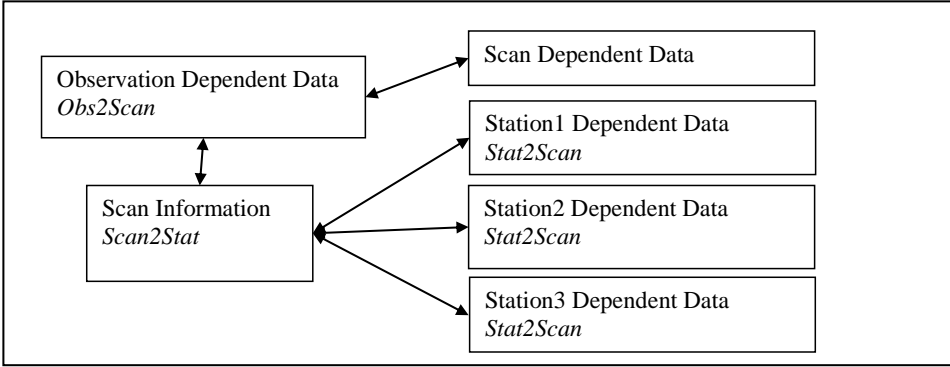 Observation Dependent Data
Obs2Scan
Scan Information
Scan2Stat
Scan Dependent Data
Station1 Dependent Data
Stat2Scan
Station2 Dependent Data
Stat2Scan
Station3 Dependent Data
Stat2Scan